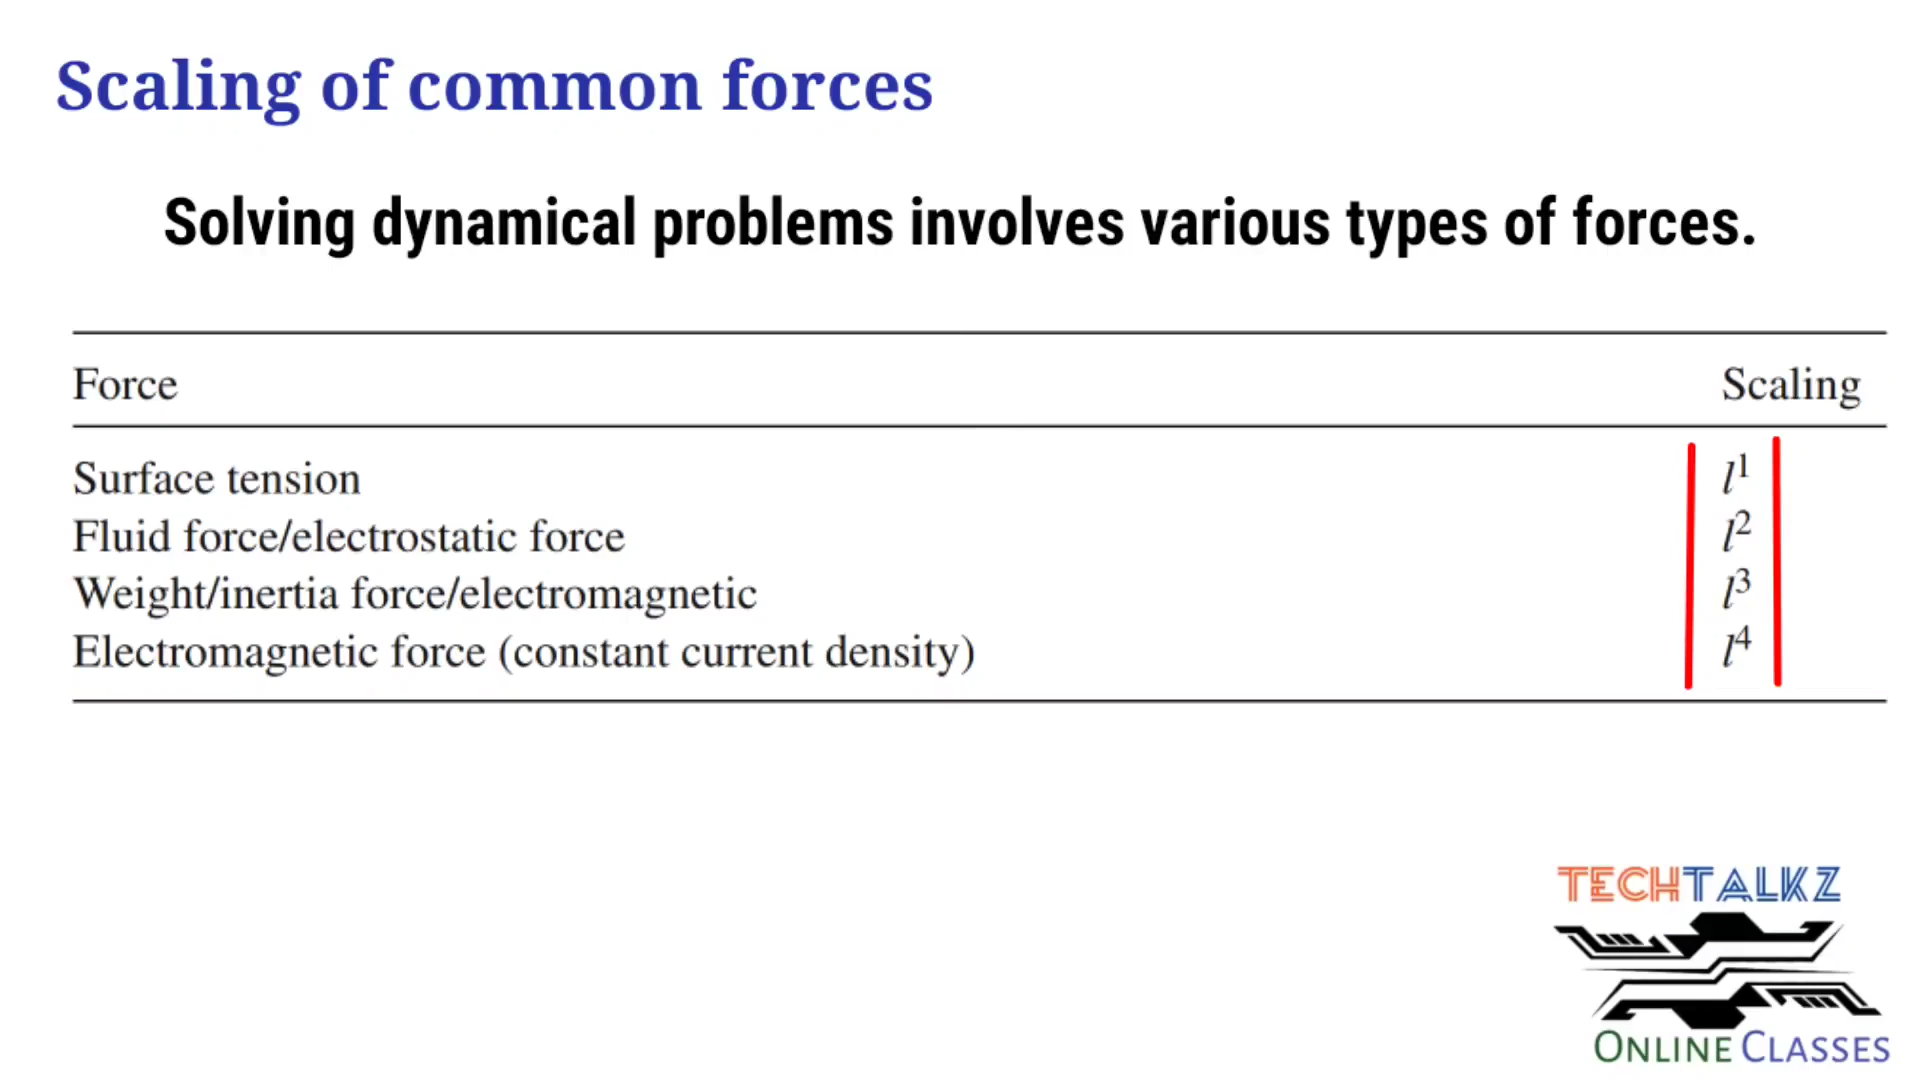 Scaling of common forces
Solving dynamical problems involves various types of forces.
Force Scaling
Surface tension l¹
Fluid force/electrostatic force l²
Weight/inertia force/electromagnetic l³
Electromagnetic force (constant current density) l⁴
TECHTALKZ
ONLINE CLASSES